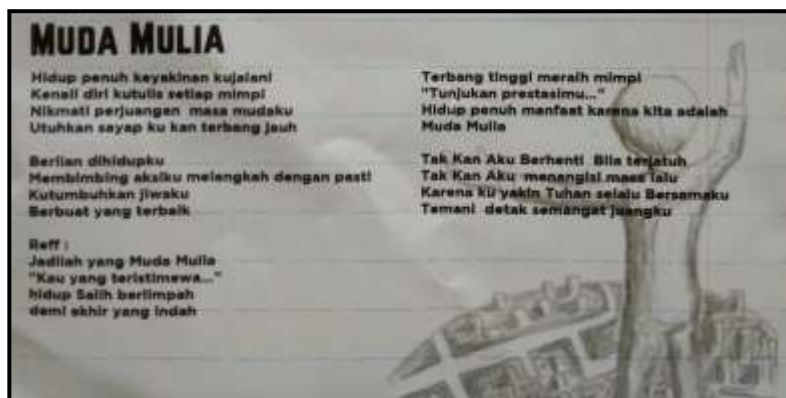 MUDA MULIA
Hidup penuh keyakinan kujalani
Kenali diri kutulis setiap mimpi
Nikmati perjuangan masa mudaku
Utuhkan sayap ku kan terbang jauh
Berlian dihidupku
Membimbing aksiku melangkah dengan pasti
Kutumbuhkan jiwaku
Berbuat yang terbaik
Reff :
Jadilah yang Muda Mulia
"Kau yang teristimewa..."
hidup Salih berlimpah
demi akhir yang indah
Terbang tinggi meraih mimpi
"Tunjukan prestasimu..."
Hidup penuh manfaat karena kita adalah
Muda Mulia
Tak Kan Aku Berhenti Bila terjatuh
Tak Kan Aku menangisi masa lalu
Karena ku yakin Tuhan selalu Bersamaku
Temani detak semangat juangku